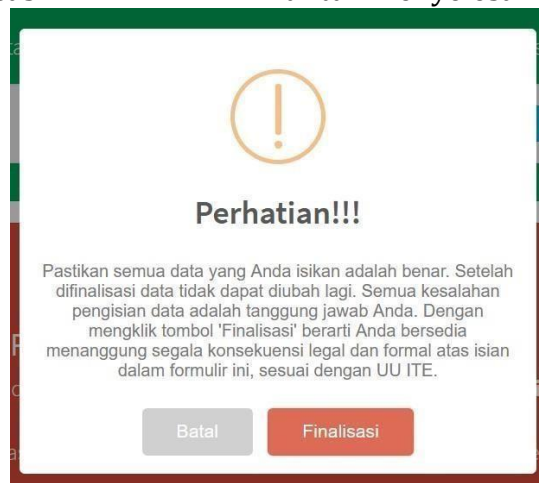 Perhatian!!!
Pastikan semua data yang Anda isikan adalah benar. Setelah
difinalisasi data tidak dapat diubah lagi. Semua kesalahan
pengisian data adalah tanggung jawab Anda. Dengan
mengklik tombol 'Finalisasi' berarti Anda bersedia
menanggung segala konsekuensi legal dan formal atas isian
dalam formulir ini, sesuai dengan UU ITE.
Batal
Finalisasi